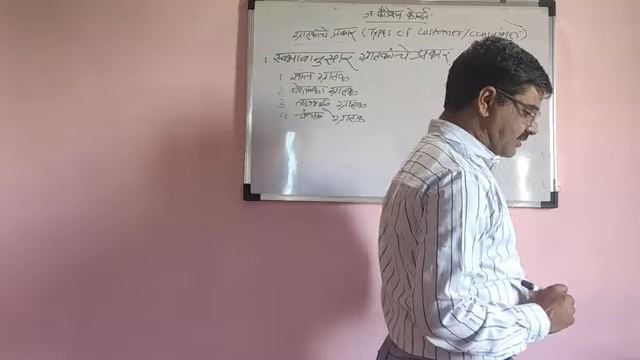 ग्राहकांचे प्रकार (Types of customer/consumer)
1. स्वभावानुसार ग्राहकांचे प्रकार
1. शांत ग्राहक
2. बोलका ग्राहक
3. ग्राहक
4. चंचल ग्राहक